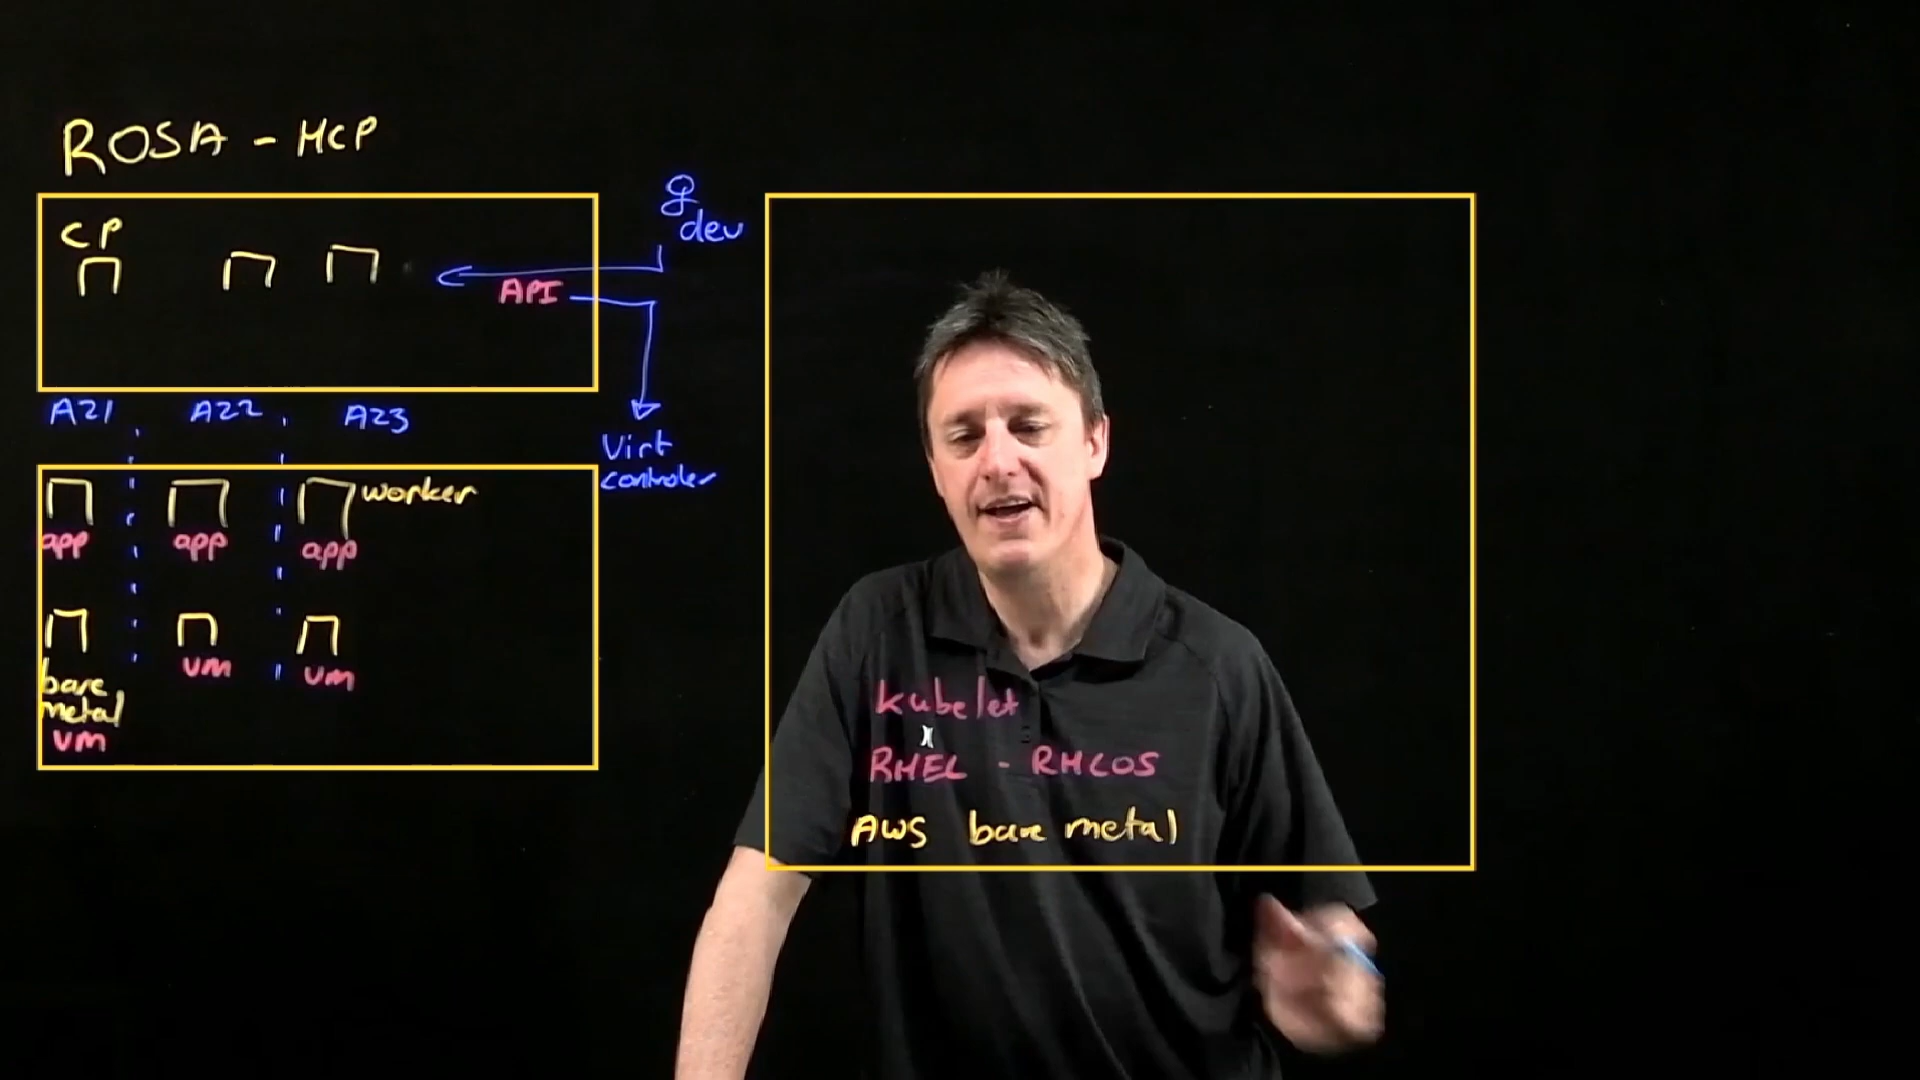 ROSA - HCP
CP
dev
API
AZ1 AZ2 AZ3
Virt
controler
worker
app app app
bare
metal
vm
vm vm
kubelet
RHEL - RHCOS
AWS bare metal